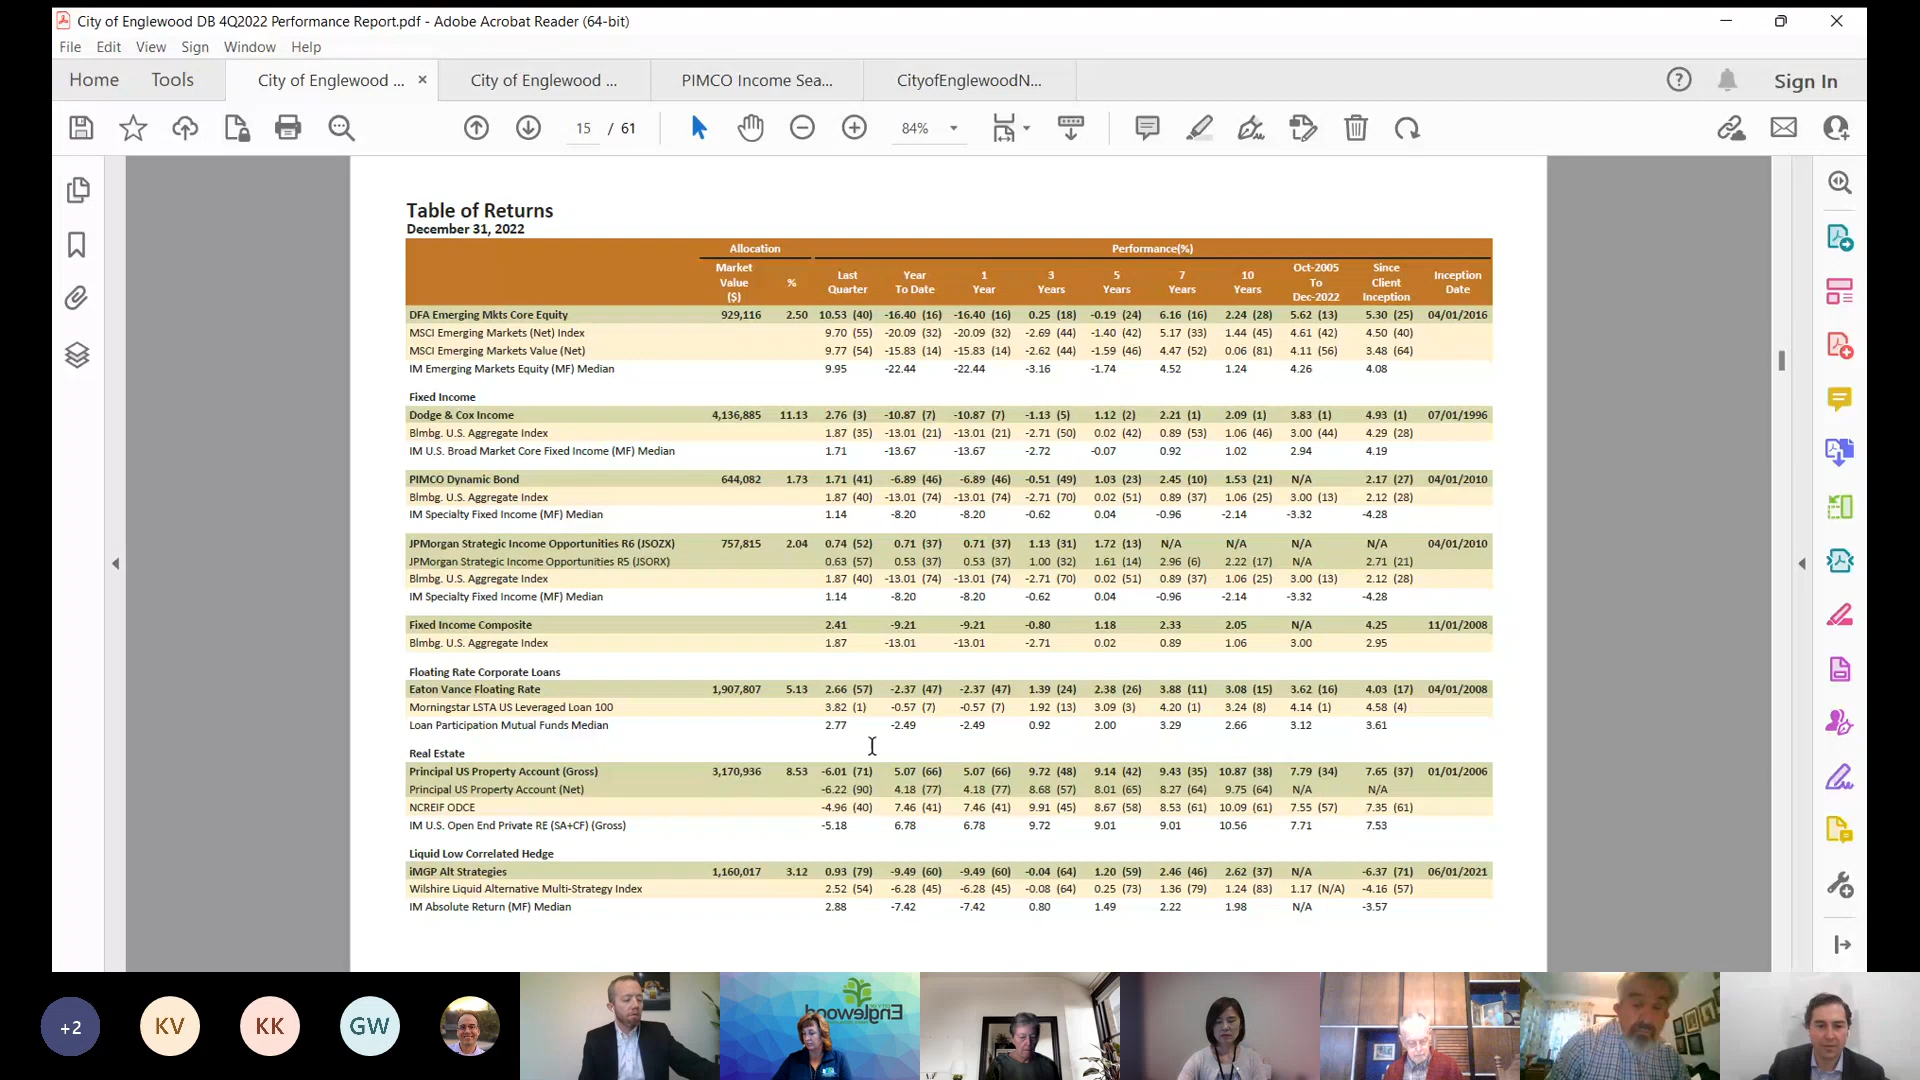 City of Englewood DB 4Q2022 Performance Report.pdf - Adobe Acrobat Reader (64-bit)
File Edit View Sign Window Help
Home Tools City of Englewood ... × City of Englewood ... PIMCO Income Sea... CityofEnglewoodN... Sign In
15 / 61 84%
Table of Returns
December 31, 2022
Allocation Performance(%)
Market Value ($) % Last Quarter Year To Date 1 Year 3 Years 5 Years 7 Years 10 Years Oct-2005 To Dec-2022 Since Client Inception Inception Date
DFA Emerging Mkts Core Equity 929,116 2.50 10.53 (40) -16.40 (16) -16.40 (16) 0.25 (18) -0.19 (24) 6.16 (16) 2.24 (28) 5.62 (13) 5.30 (25) 04/01/2016
MSCI Emerging Markets (Net) Index 9.70 (55) -20.09 (32) -20.09 (32) -2.69 (44) -1.40 (42) 5.17 (33) 1.44 (45) 4.61 (42) 4.50 (40)
MSCI Emerging Markets Value (Net) 9.77 (54) -15.83 (14) -15.83 (14) -2.62 (44) -1.59 (46) 4.47 (52) 0.06 (81) 4.11 (56) 3.48 (64)
IM Emerging Markets Equity (MF) Median 9.95 -22.44 -22.44 -3.16 -1.74 4.52 1.24 4.26 4.08
Fixed Income
Dodge & Cox Income 4,136,885 11.13 2.76 (3) -10.87 (7) -10.87 (7) -1.13 (5) 1.12 (2) 2.21 (1) 2.09 (1) 3.83 (1) 4.93 (1) 07/01/1996
Blmbg. U.S. Aggregate Index 1.87 (35) -13.01 (21) -13.01 (21) -2.71 (50) 0.02 (42) 0.89 (53) 1.06 (46) 3.00 (44) 4.29 (28)
IM U.S. Broad Market Core Fixed Income (MF) Median 1.71 -13.67 -13.67 -2.72 -0.07 0.92 1.02 2.94 4.19
PIMCO Dynamic Bond 644,082 1.73 1.71 (41) -6.89 (46) -6.89 (46) -0.51 (49) 1.03 (23) 2.45 (10) 1.53 (21) N/A 2.17 (27) 04/01/2010
Blmbg. U.S. Aggregate Index 1.87 (40) -13.01 (74) -13.01 (74) -2.71 (70) 0.02 (51) 0.89 (37) 1.06 (25) 3.00 (13) 2.12 (28)
IM Specialty Fixed Income (MF) Median 1.14 -8.20 -8.20 -0.62 0.04 -0.96 -2.14 -3.32 -4.28
JPMorgan Strategic Income Opportunities R6 (JSOZX) 757,815 2.04 0.74 (52) 0.71 (37) 0.71 (37) 1.13 (31) 1.72 (13) N/A N/A N/A N/A 04/01/2010
JPMorgan Strategic Income Opportunities R5 (JSORX) 0.63 (57) 0.53 (37) 0.53 (37) 1.00 (32) 1.61 (14) 2.96 (6) 2.22 (17) N/A 2.71 (21)
Blmbg. U.S. Aggregate Index 1.87 (40) -13.01 (74) -13.01 (74) -2.71 (70) 0.02 (51) 0.89 (37) 1.06 (25) 3.00 (13) 2.12 (28)
IM Specialty Fixed Income (MF) Median 1.14 -8.20 -8.20 -0.62 0.04 -0.96 -2.14 -3.32 -4.28
Fixed Income Composite 2.41 -9.21 -9.21 -0.80 1.18 2.33 2.05 N/A 4.25 11/01/2008
Blmbg. U.S. Aggregate Index 1.87 -13.01 -13.01 -2.71 0.02 0.89 1.06 3.00 2.95
Floating Rate Corporate Loans
Eaton Vance Floating Rate 1,907,807 5.13 2.66 (57) -2.37 (47) -2.37 (47) 1.39 (24) 2.38 (26) 3.88 (11) 3.08 (15) 3.62 (16) 4.03 (17) 04/01/2008
Morningstar LSTA US Leveraged Loan 100 3.82 (1) -0.57 (7) -0.57 (7) 1.92 (13) 3.09 (3) 4.20 (1) 3.24 (8) 4.14 (1) 4.58 (4)
Loan Participation Mutual Funds Median 2.77 -2.49 -2.49 0.92 2.00 3.29 2.66 3.12 3.61
Real Estate
Principal US Property Account (Gross) 3,170,936 8.53 -6.01 (71) 5.07 (66) 5.07 (66) 9.72 (48) 9.14 (42) 9.43 (35) 10.87 (38) 7.79 (34) 7.65 (37) 01/01/2006
Principal US Property Account (Net) -6.22 (90) 4.18 (77) 4.18 (77) 8.68 (57) 8.01 (65) 8.27 (64) 9.75 (64) N/A N/A
NCREIF ODCE -4.96 (40) 7.46 (41) 7.46 (41) 9.91 (45) 8.67 (58) 8.53 (61) 10.09 (61) 7.55 (57) 7.35 (61)
IM U.S. Open End Private RE (SA+CF) (Gross) -5.18 6.78 6.78 9.72 9.01 9.01 10.56 7.71 7.53
Liquid Low Correlated Hedge
iMGP Alt Strategies 1,160,017 3.12 0.93 (79) -9.49 (60) -9.49 (60) -0.04 (64) 1.20 (59) 2.46 (46) 2.62 (37) N/A -6.37 (71) 06/01/2021
Wilshire Liquid Alternative Multi-Strategy Index 2.52 (54) -6.28 (45) -6.28 (45) -0.08 (64) 0.25 (73) 1.36 (79) 1.24 (83) 1.17 (N/A) -4.16 (57)
IM Absolute Return (MF) Median 2.88 -7.42 -7.42 0.80 1.49 2.22 1.98 N/A -3.57
+2 KV KK GW Englewood